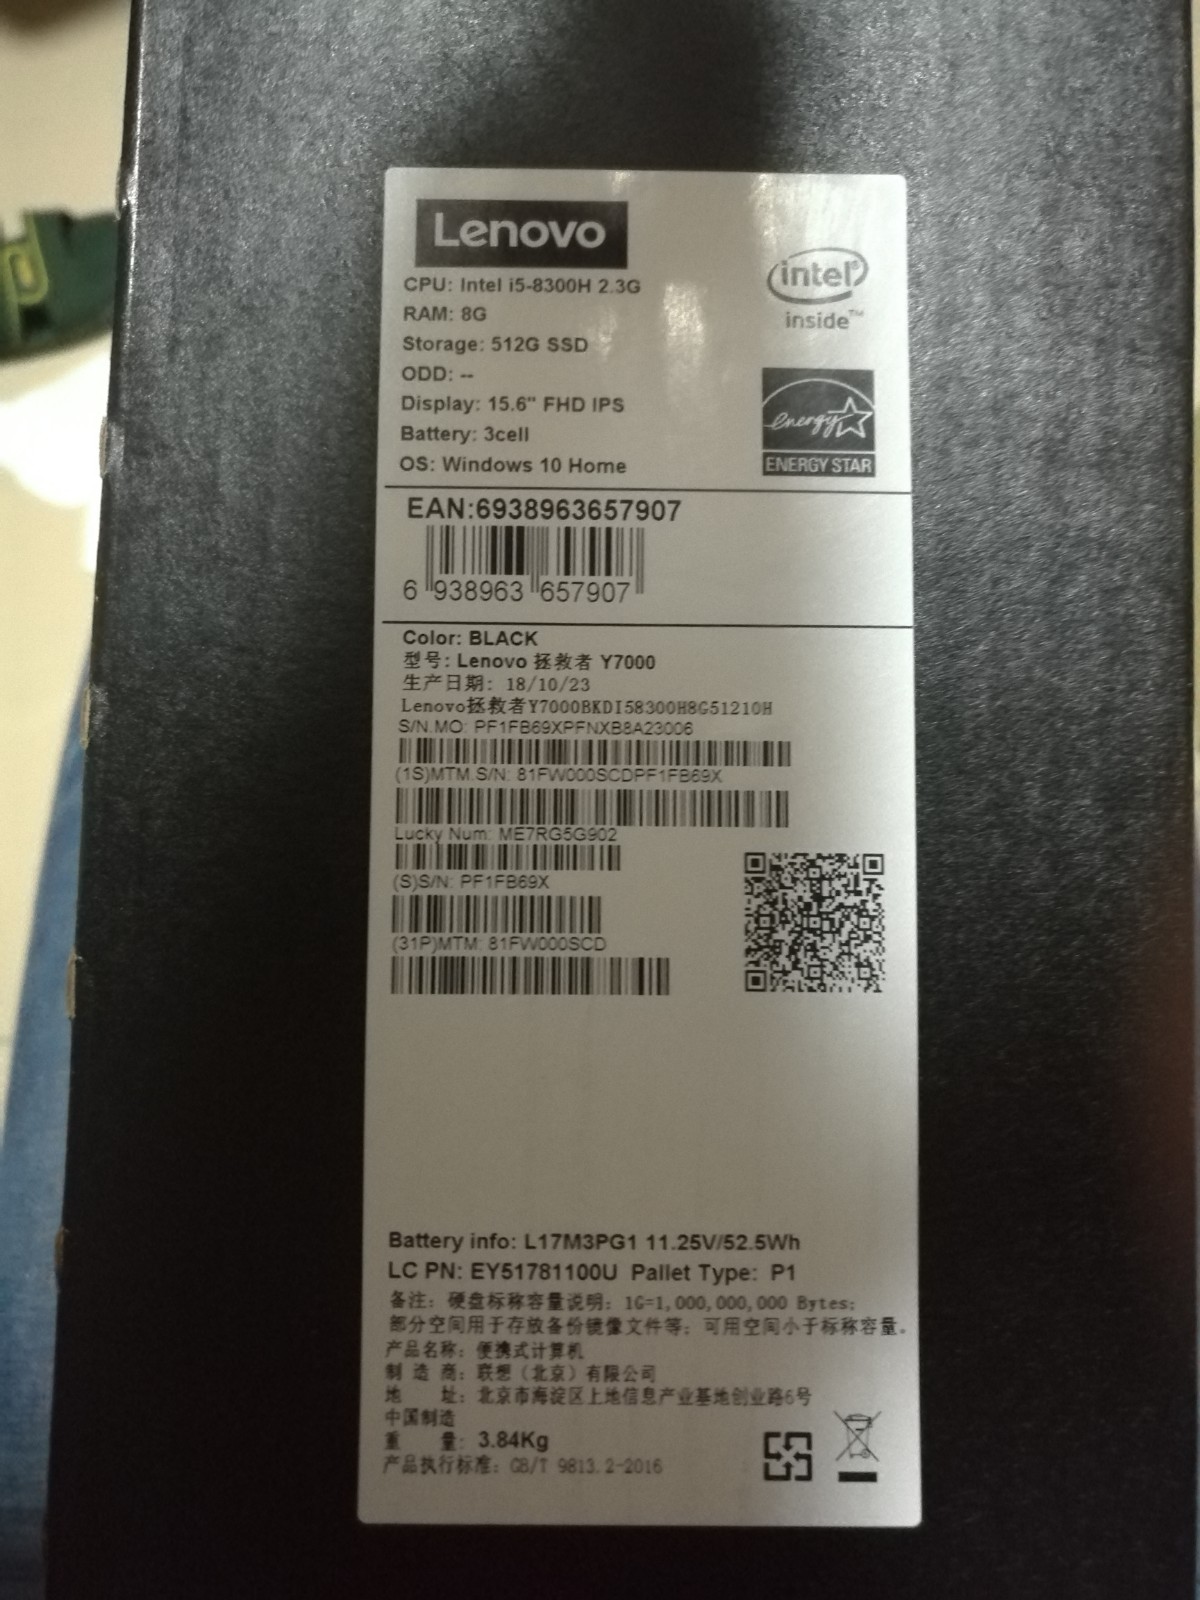 Lenovo
CPU: Intel i5-8300H 2.3G
RAM: 8G
Storage: 512G SSD
ODD: --
Display: 15.6" FHD IPS
Battery: 3cell
OS: Windows 10 Home
intel®
inside™
energy
ENERGY STAR
EAN:6938963657907
6 938963 657907
Color: BLACK
型号: Lenovo 拯救者 Y7000
生产日期: 18/10/23
Lenovo拯救者Y7000BKDI58300H8G51210H
S/N.MO: PF1FB69XPFNXB8A23006
(1S)MTM.S/N: 81FW000SCDPF1FB69X
Lucky Num: ME7RG5G902
(S)S/N: PF1FB69X
(31P)MTM: 81FW000SCD
Battery info: L17M3PG1 11.25V/52.5Wh
LC PN: EY51781100U Pallet Type: P1
备注: 硬盘标称容量说明: 1G=1,000,000,000 Bytes;
部分空间用于存放备份镜像文件等; 可用空间小于标称容量.
产品名称: 便携式计算机
制 造 商: 联想（北京）有限公司
地 址: 北京市海淀区上地信息产业基地创业路6号
中国制造
重 量: 3.84Kg
产品执行标准: GB/T 9813.2-2016